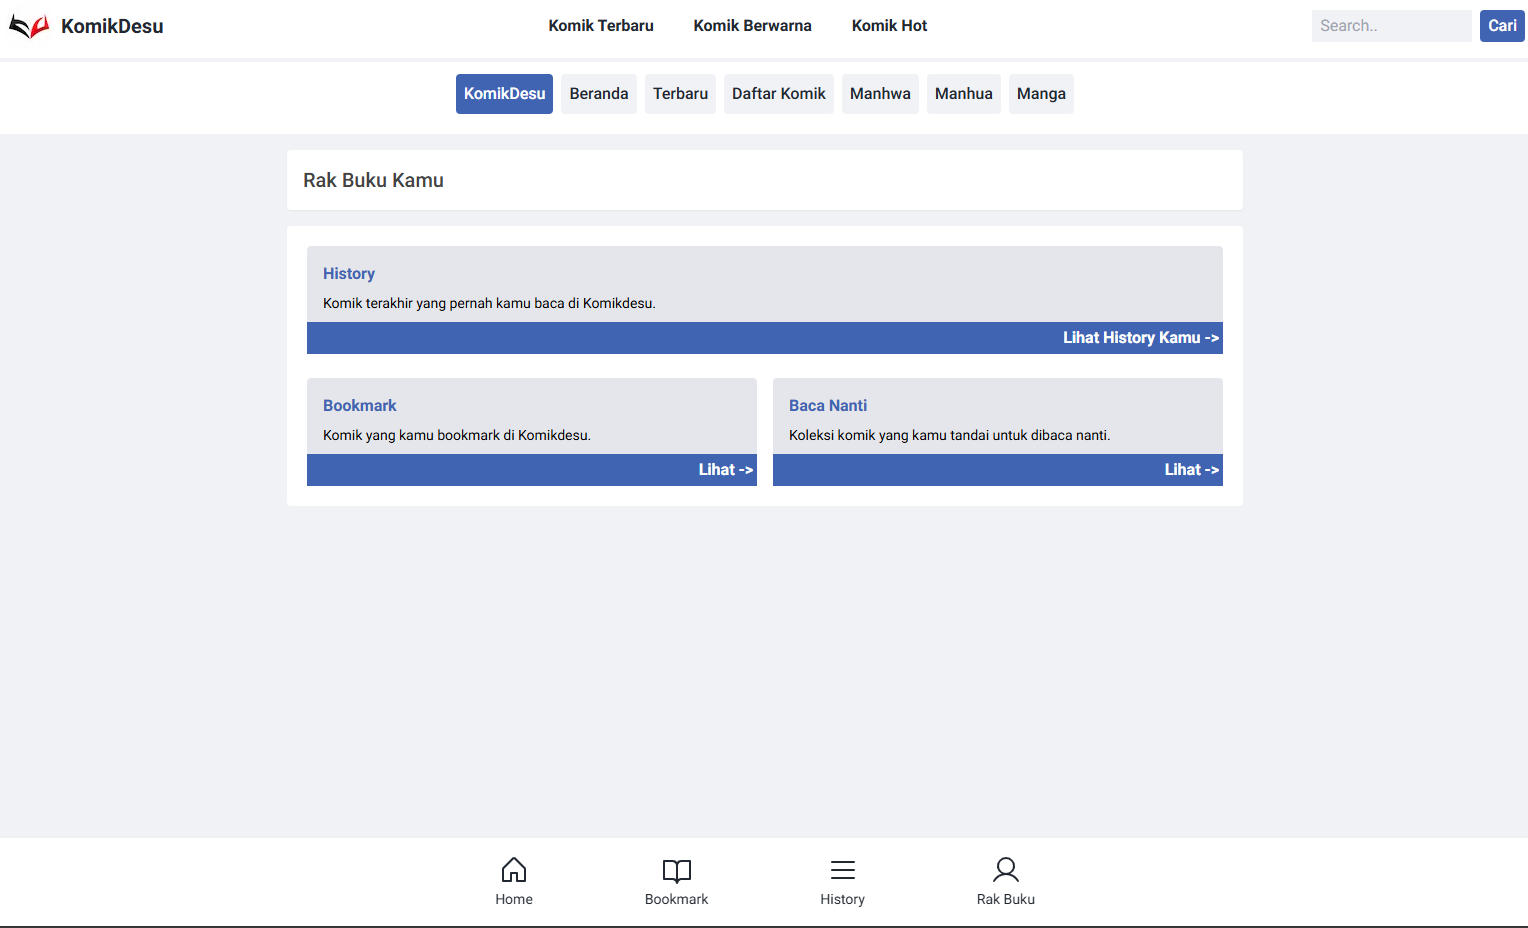 KomikDesu
Komik Terbaru
Komik Berwarna
Komik Hot
Search..
Cari
KomikDesu
Beranda
Terbaru
Daftar Komik
Manhwa
Manhua
Manga
Rak Buku Kamu
History
Komik terakhir yang pernah kamu baca di Komikdesu.
Lihat History Kamu ->
Bookmark
Komik yang kamu bookmark di Komikdesu.
Lihat ->
Baca Nanti
Koleksi komik yang kamu tandai untuk dibaca nanti.
Lihat ->
Home
Bookmark
History
Rak Buku